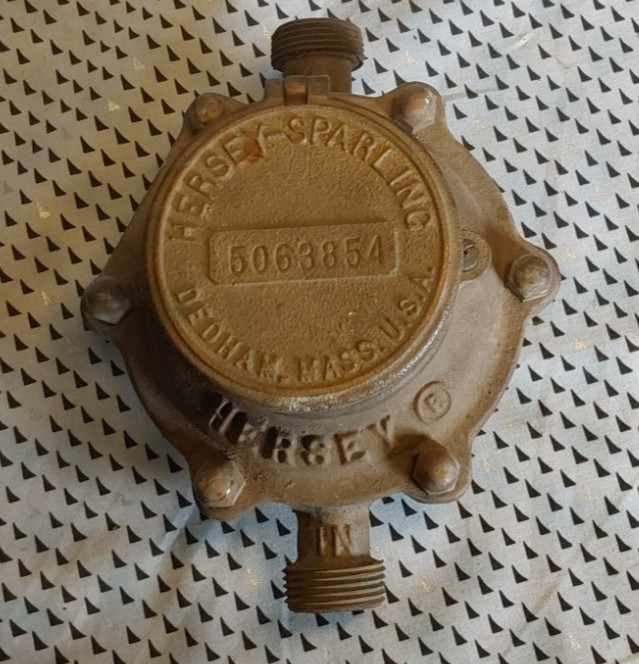 HERSEY-SPARLING
5063854
DEDHAM, MASS. U.S.A.
HERSEY ®
IN